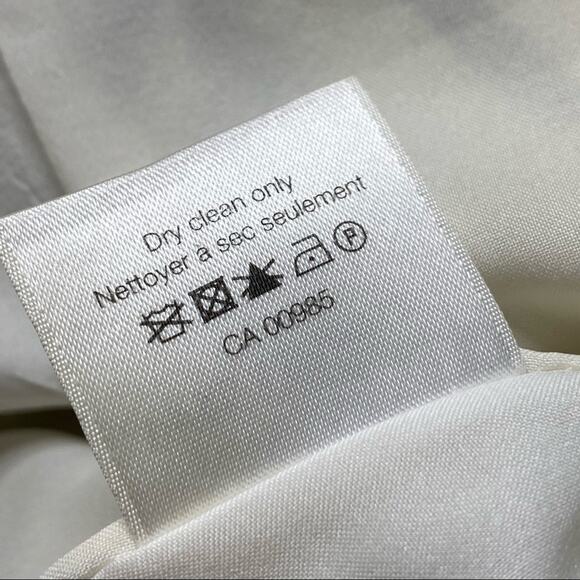 Dry clean only
Nettoyer a sec seulement
P
CA 00985